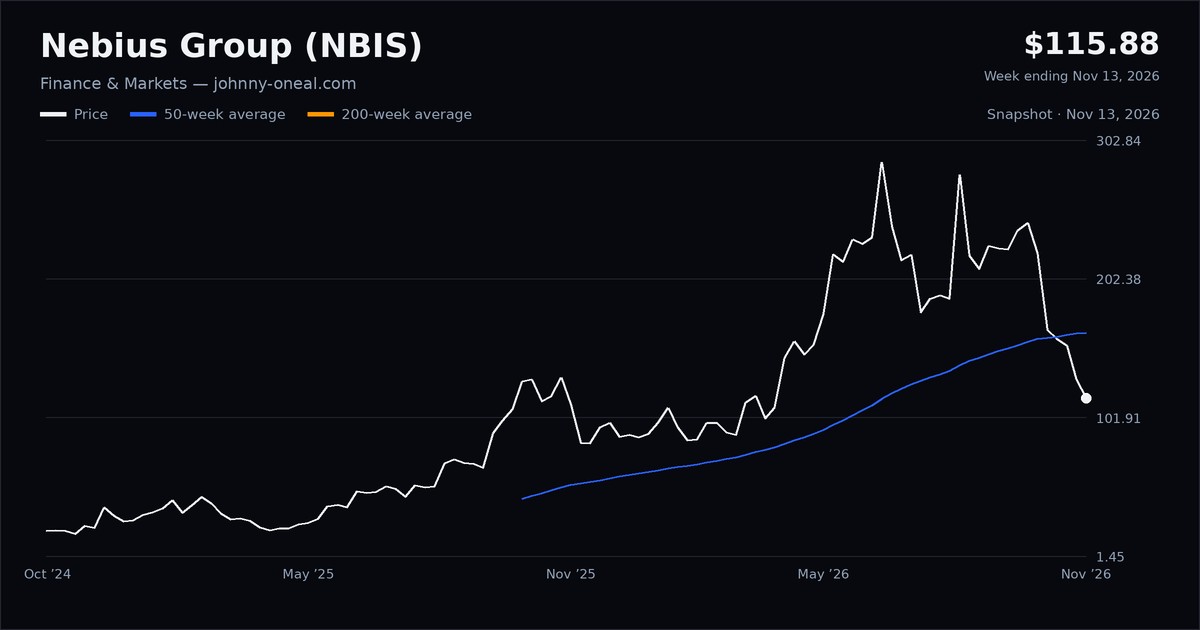 Nebius Group (NBIS)
$115.88
Finance & Markets — johnny-oneal.com
Week ending Nov 13, 2026
Price
50-week average
200-week average
Snapshot · Nov 13, 2026
302.84
202.38
101.91
1.45
Oct ’24
May ’25
Nov ’25
May ’26
Nov ’26